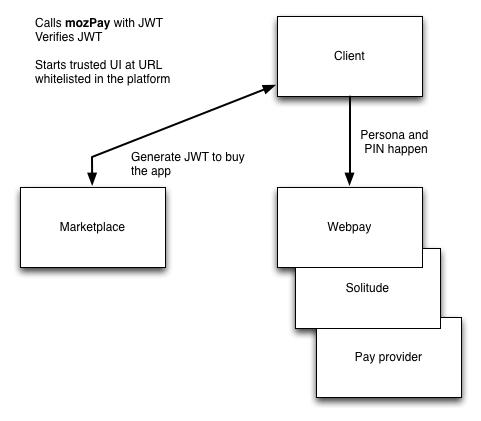 Calls mozPay with JWT
Verifies JWT
Starts trusted UI at URL
whitelisted in the platform
Client
Persona and
PIN happen
Generate JWT to buy
the app
Marketplace
Webpay
Solitude
Pay provider